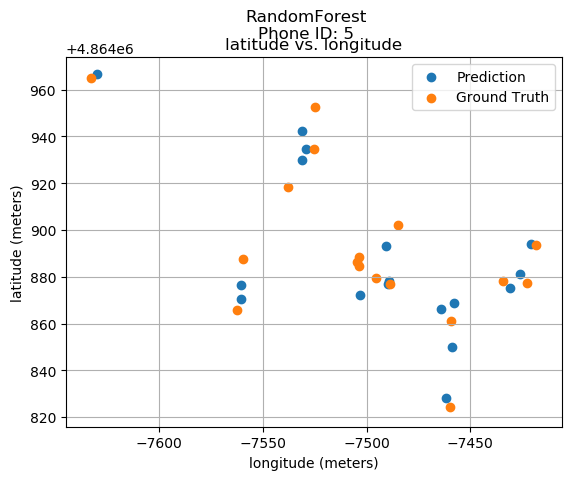 RandomForest
Phone ID: 5
latitude vs. longitude
+4.864e6
Prediction
Ground Truth
960
940
920
900
880
860
840
820
latitude (meters)
−7600
−7550
−7500
−7450
longitude (meters)